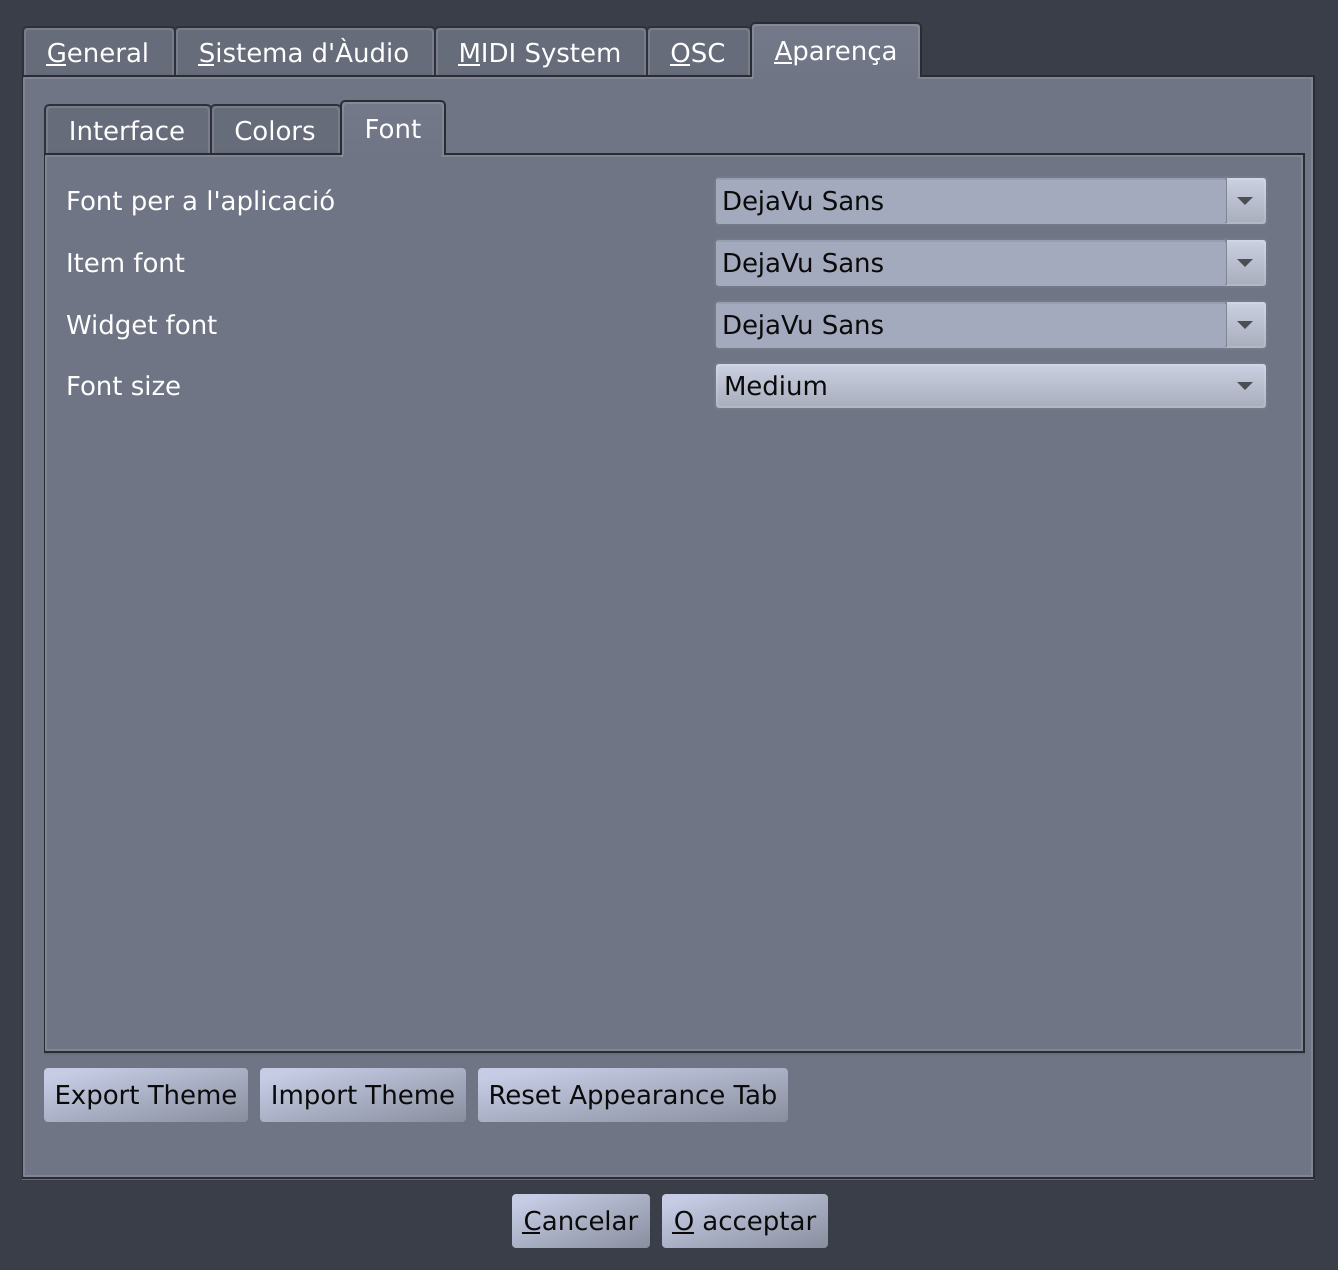 General Sistema d'Àudio MIDI System OSC Aparença
Interface Colors Font
Font per a l'aplicació DejaVu Sans
Item font DejaVu Sans
Widget font DejaVu Sans
Font size Medium
Export Theme Import Theme Reset Appearance Tab
Cancelar O acceptar